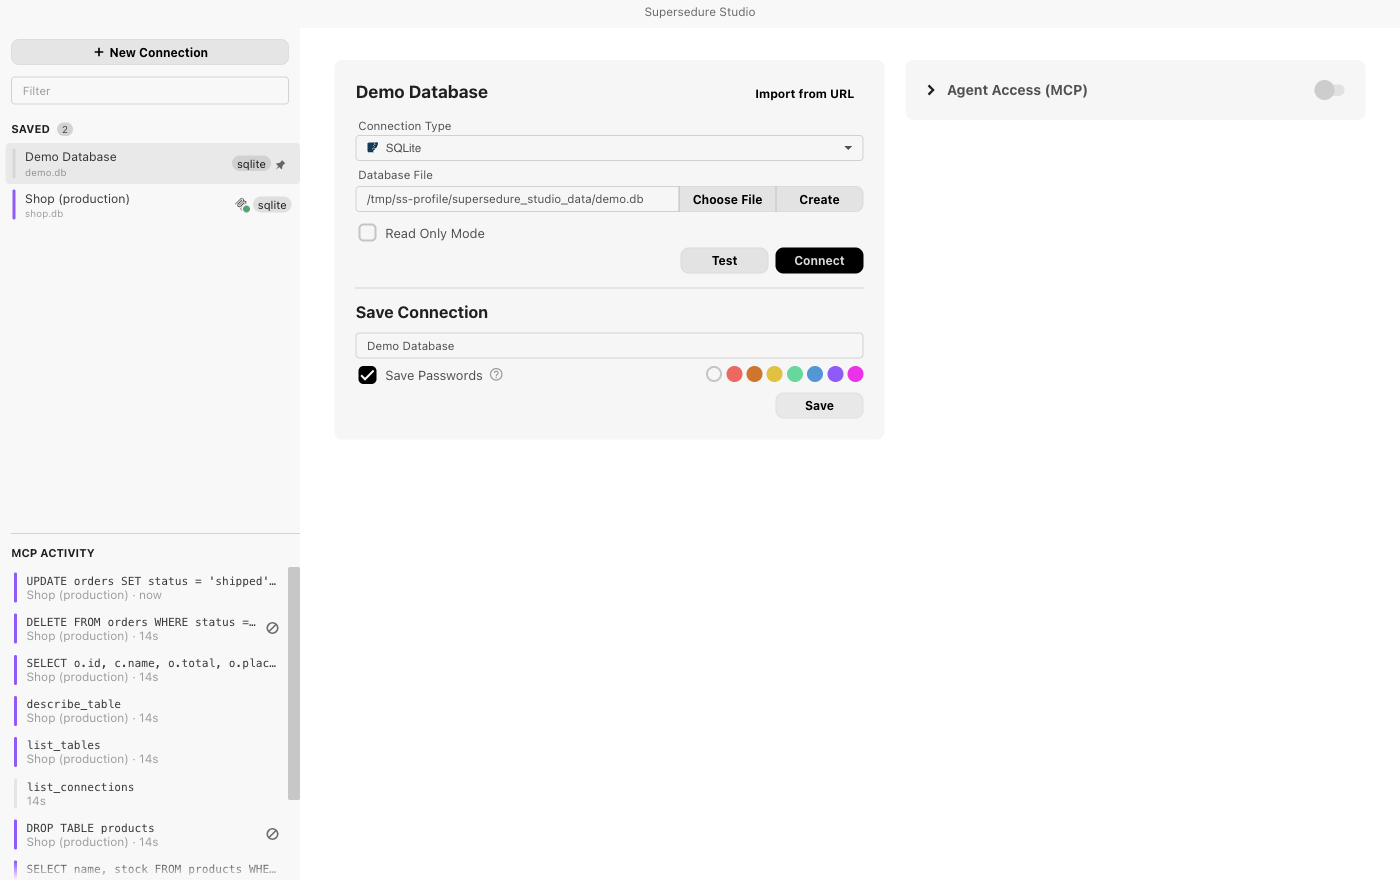 Supersedure Studio
+ New Connection
Filter
SAVED 2
Demo Database
demo.db
sqlite
Shop (production)
shop.db
sqlite
MCP ACTIVITY
UPDATE orders SET status = 'shipped'…
Shop (production) · now
DELETE FROM orders WHERE status =…
Shop (production) · 14s
SELECT o.id, c.name, o.total, o.plac…
Shop (production) · 14s
describe_table
Shop (production) · 14s
list_tables
Shop (production) · 14s
list_connections
14s
DROP TABLE products
Shop (production) · 14s
SELECT name, stock FROM products WHE…
Demo Database
Import from URL
Connection Type
SQLite
Database File
/tmp/ss-profile/supersedure_studio_data/demo.db
Choose File
Create
Read Only Mode
Test
Connect
Save Connection
Demo Database
Save Passwords
Save
Agent Access (MCP)